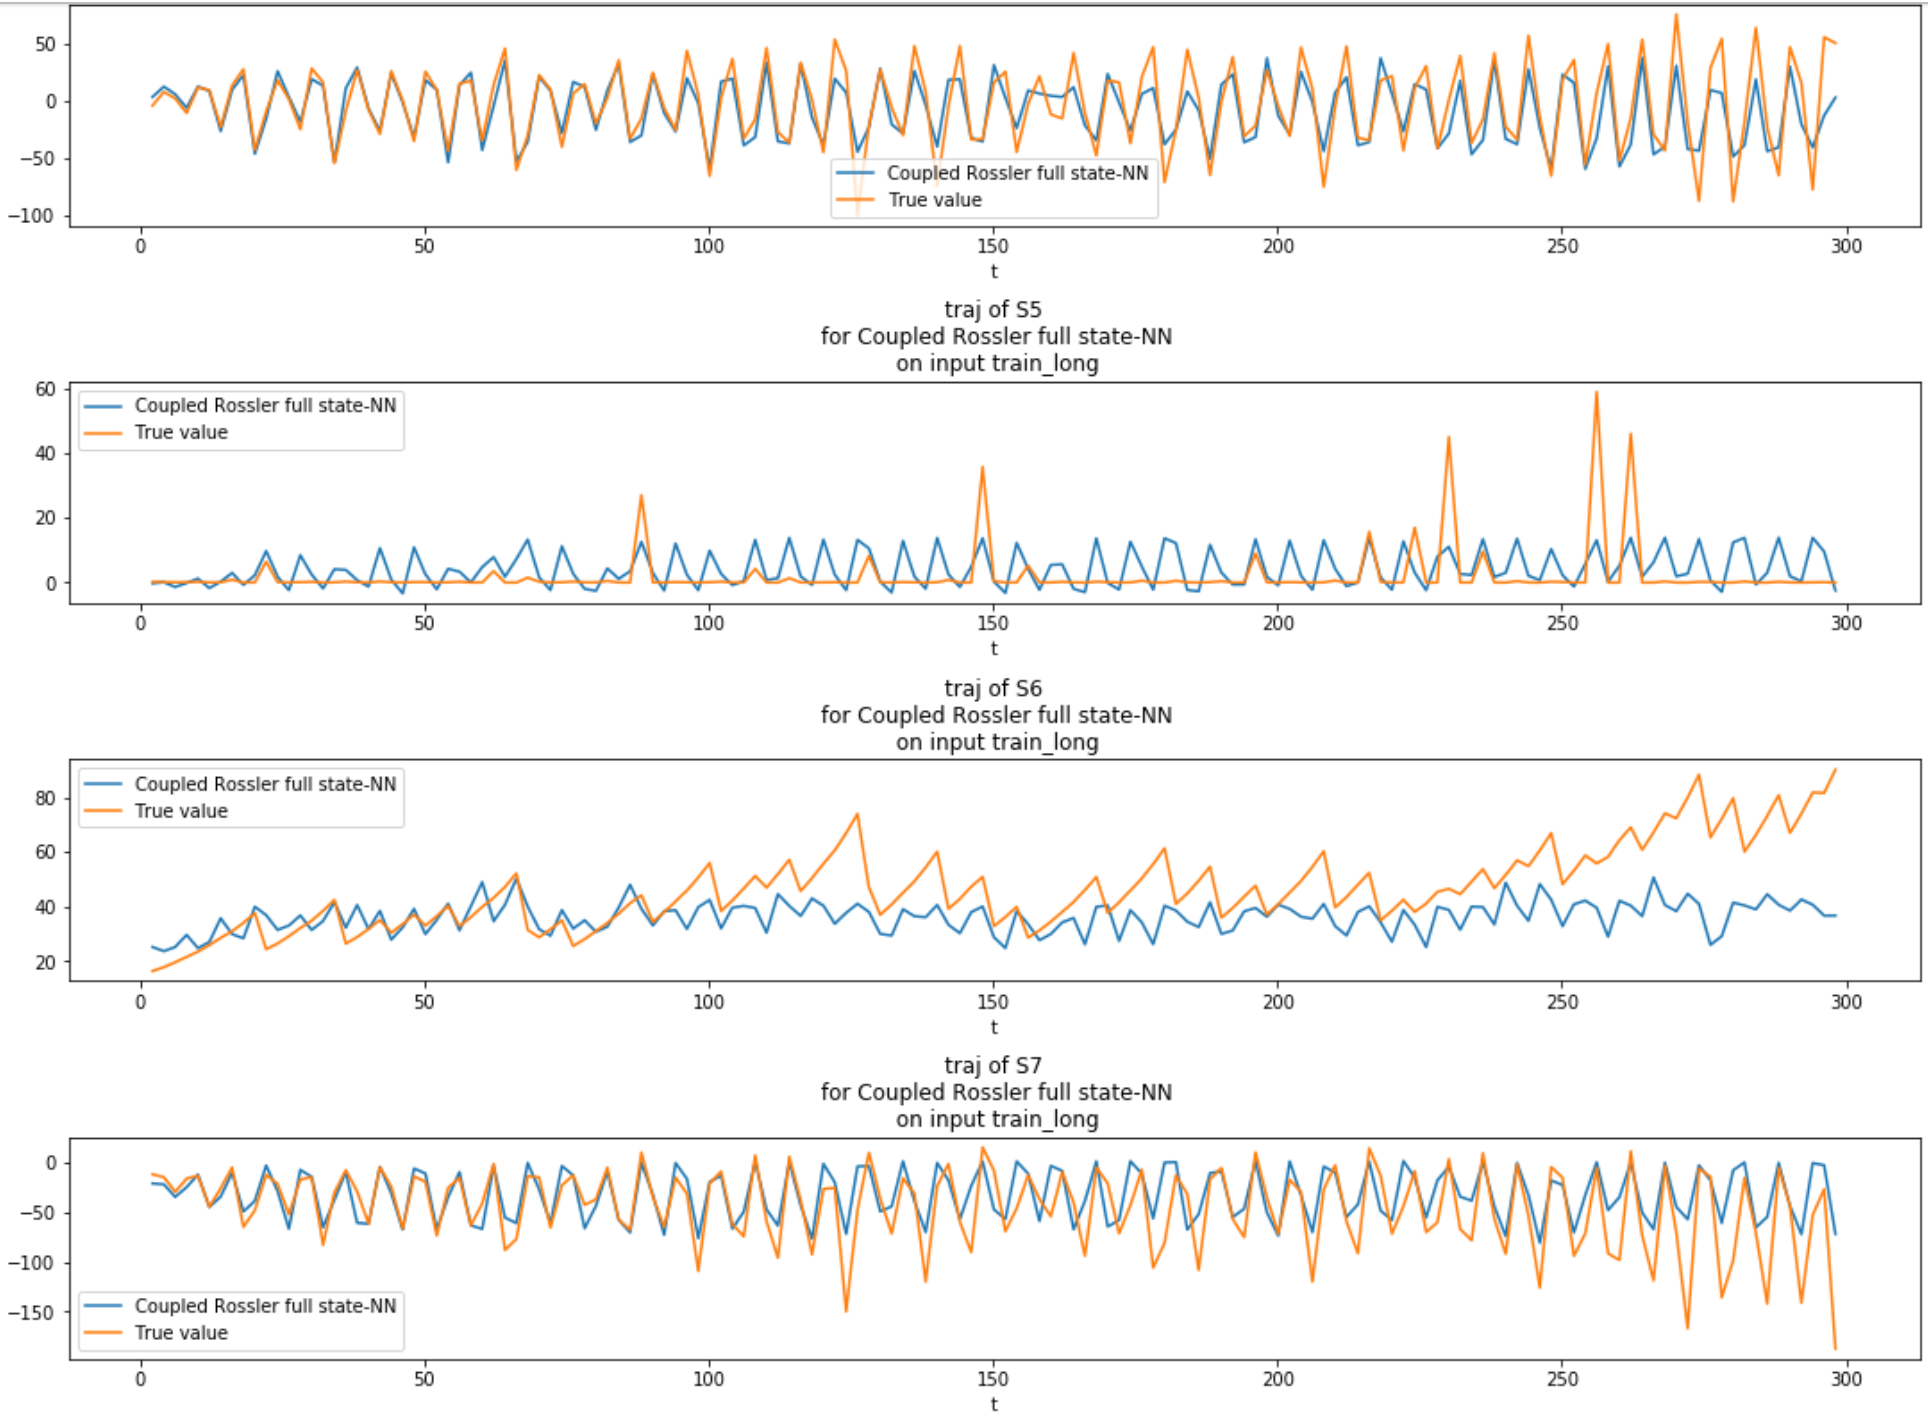 50
0
−50
−100
Coupled Rossler full state-NN
True value
0 50 100 150 200 250 300
t
traj of S5
for Coupled Rossler full state-NN
on input train_long
60
40
20
0
Coupled Rossler full state-NN
True value
0 50 100 150 200 250 300
t
traj of S6
for Coupled Rossler full state-NN
on input train_long
80
60
40
20
Coupled Rossler full state-NN
True value
0 50 100 150 200 250 300
t
traj of S7
for Coupled Rossler full state-NN
on input train_long
0
−50
−100
−150
Coupled Rossler full state-NN
True value
0 50 100 150 200 250 300
t